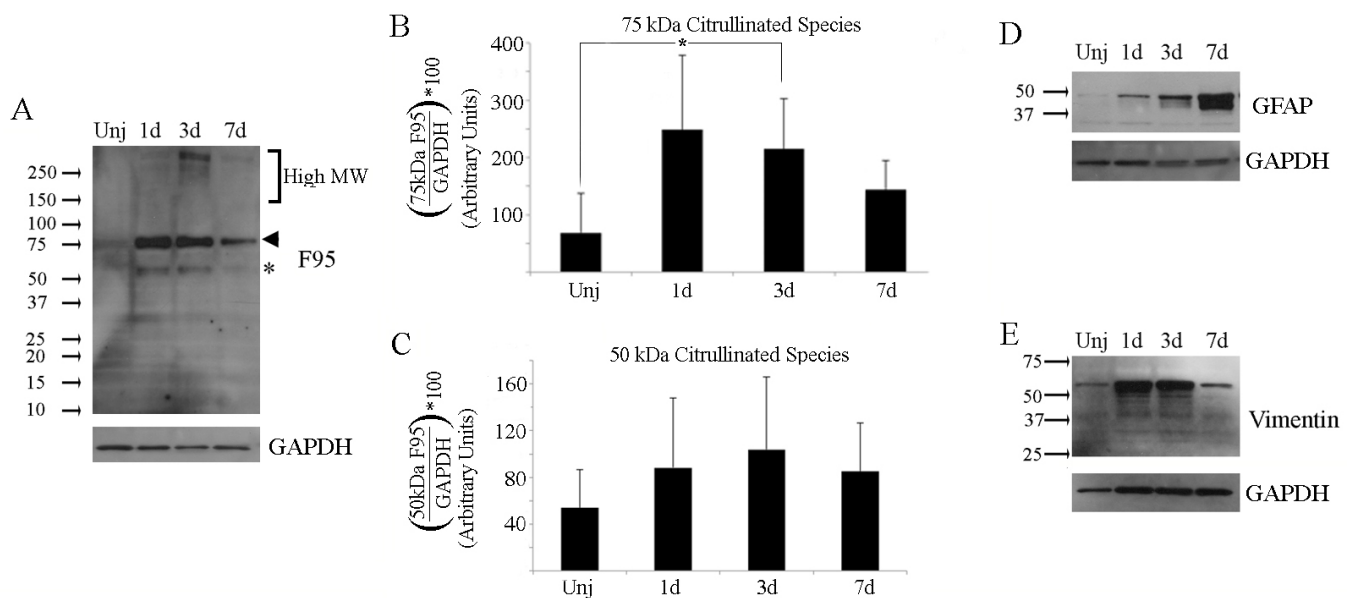 A
Unj 1d 3d 7d
250
150
100
75
50
37
25
20
15
10
High MW
F95
*
GAPDH
B
75 kDa Citrullinated Species
(75kDa F95 / GAPDH) *100
(Arbitrary Units)
400
300
200
100
*
Unj 1d 3d 7d
C
50 kDa Citrullinated Species
(50kDa F95 / GAPDH) *100
(Arbitrary Units)
160
120
80
40
Unj 1d 3d 7d
D
Unj 1d 3d 7d
50
37
GFAP
GAPDH
E
Unj 1d 3d 7d
75
50
37
25
Vimentin
GAPDH